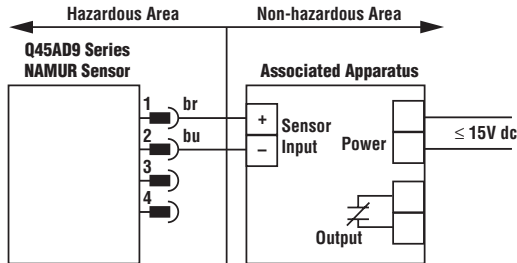 Hazardous Area
Non-hazardous Area
Q45AD9 Series
NAMUR Sensor
Associated Apparatus
1 br
2 bu
3
4
+
–
Sensor
Input
Power
≤ 15V dc
Output